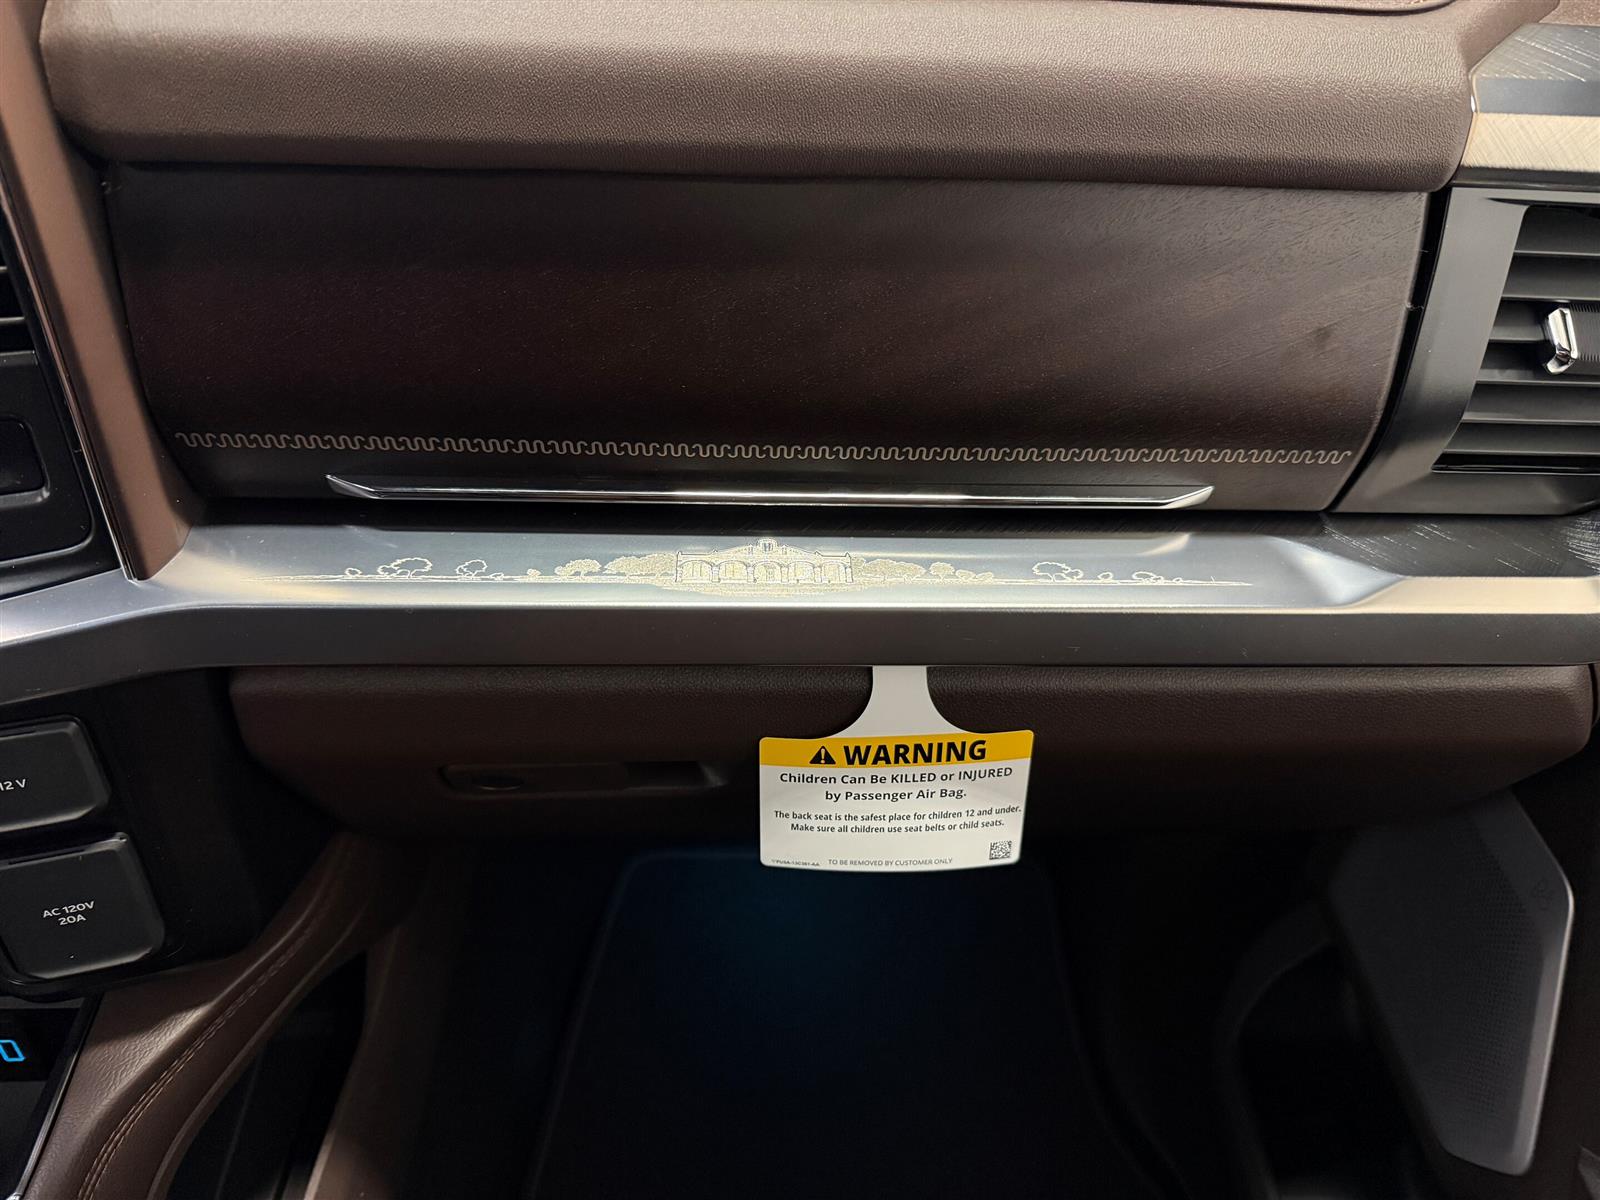 12 V
AC 120V
20A
WARNING
Children Can Be KILLED or INJURED
by Passenger Air Bag.
The back seat is the safest place for children 12 and under.
Make sure all children use seat belts or child seats.
TO BE REMOVED BY CUSTOMER ONLY